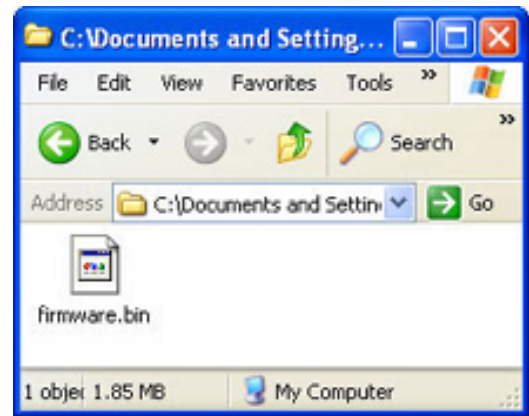 C:\Documents and Setting...
File Edit View Favorites Tools »
Back Search »
Address C:\Documents and Settin Go
firmware.bin
1 objec 1.85 MB My Computer